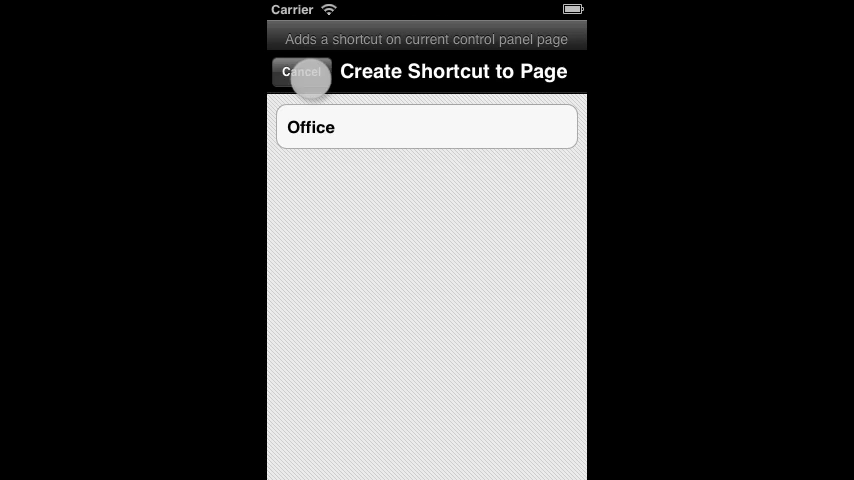 Carrier
Adds a shortcut on current control panel page
Cancel
Create Shortcut to Page
Office